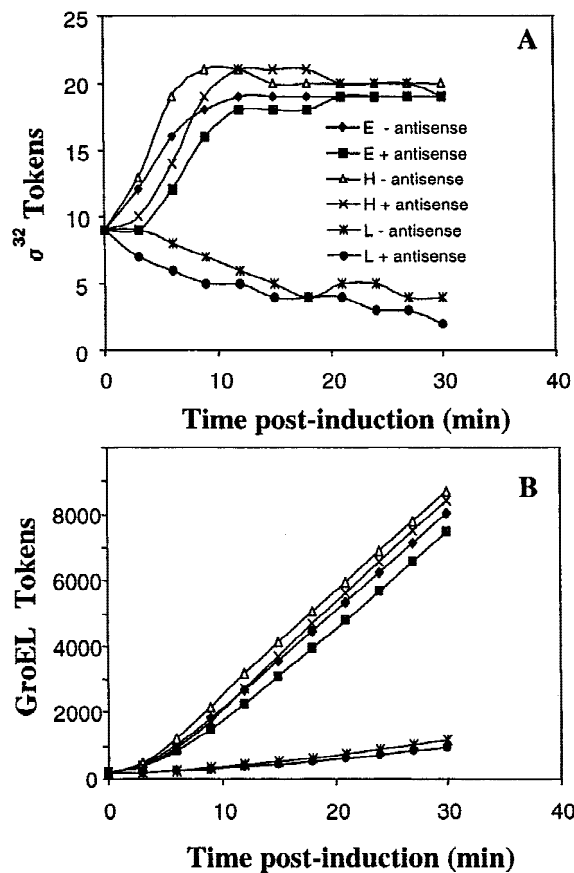 A
25
20
15
10
5
0
σ32 Tokens
E - antisense
E + antisense
H - antisense
H + antisense
L - antisense
L + antisense
0 10 20 30 40
Time post-induction (min)
B
8000
6000
4000
2000
0
GroEL Tokens
0 10 20 30 40
Time post-induction (min)